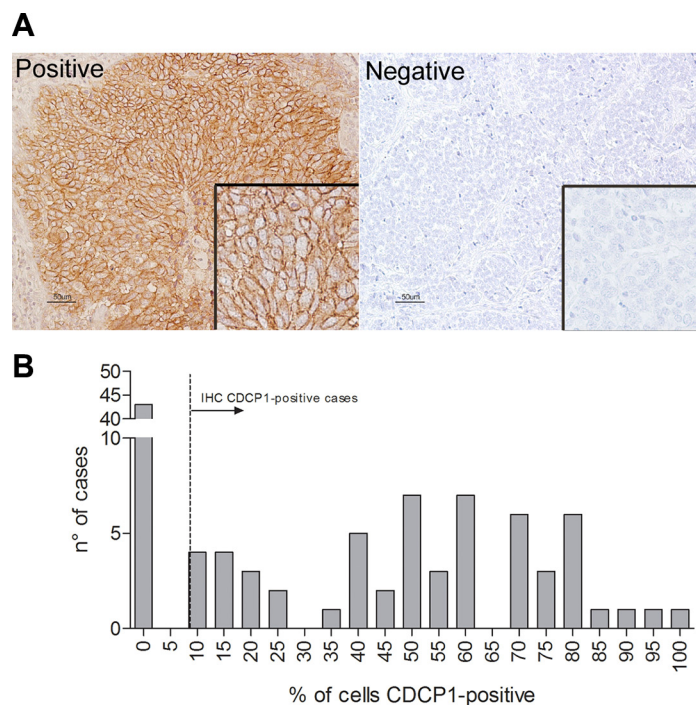 A
Positive
Negative
50um
50um
B
IHC CDCP1-positive cases
n° of cases
50
45
40
10
5
0
0 5 10 15 20 25 30 35 40 45 50 55 60 65 70 75 80 85 90 95 100
% of cells CDCP1-positive